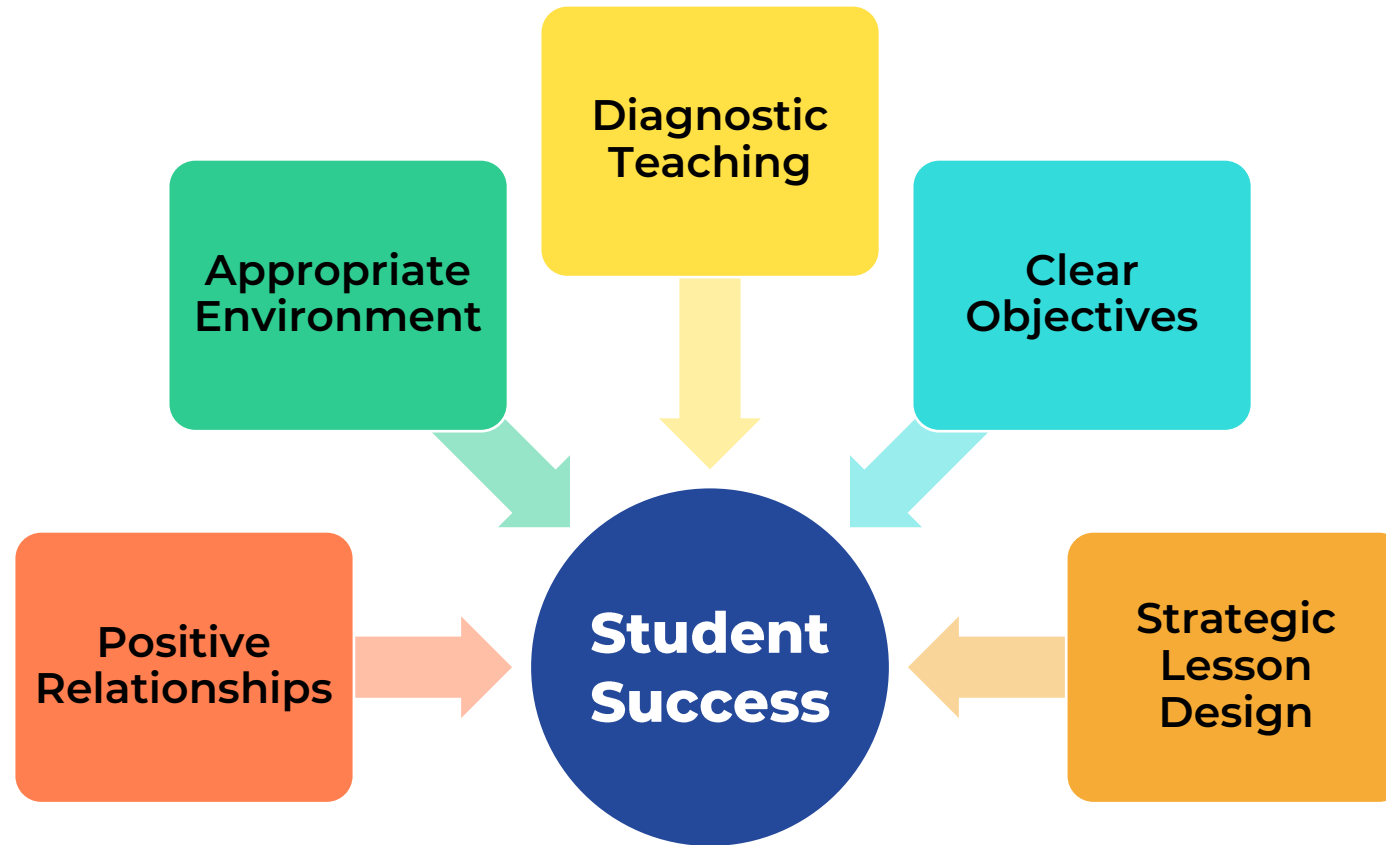 Diagnostic
Teaching
Appropriate
Environment
Clear
Objectives
Positive
Relationships
Student
Success
Strategic
Lesson
Design